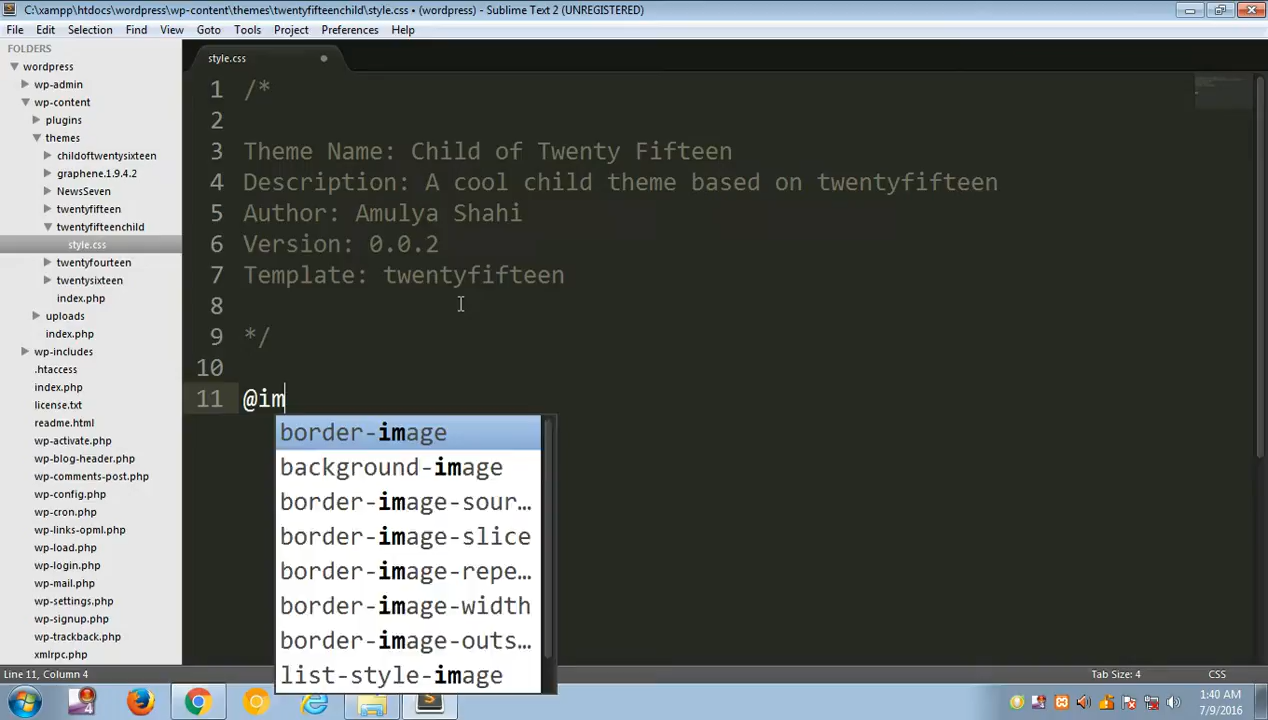 C:\xampp\htdocs\wordpress\wp-content\themes\twentyfifteenchild\style.css • (wordpress) - Sublime Text 2 (UNREGISTERED)
File Edit Selection Find View Goto Tools Project Preferences Help
FOLDERS
wordpress
wp-admin
wp-content
plugins
themes
childoftwentysixteen
graphene.1.9.4.2
NewsSeven
twentyfifteen
twentyfifteenchild
style.css
twentyfourteen
twentysixteen
index.php
uploads
index.php
wp-includes
.htaccess
index.php
license.txt
readme.html
wp-activate.php
wp-blog-header.php
wp-comments-post.php
wp-config.php
wp-cron.php
wp-links-opml.php
wp-load.php
wp-login.php
wp-mail.php
wp-settings.php
wp-signup.php
wp-trackback.php
xmlrpc.php
style.css
1 /*
2
3 Theme Name: Child of Twenty Fifteen
4 Description: A cool child theme based on twentyfifteen
5 Author: Amulya Shahi
6 Version: 0.0.2
7 Template: twentyfifteen
8
9 */
10
11 @im
border-image
background-image
border-image-sour...
border-image-slice
border-image-repe...
border-image-width
border-image-outs...
list-style-image
Line 11, Column 4 Tab Size: 4 CSS
4
1:40 AM
7/9/2016